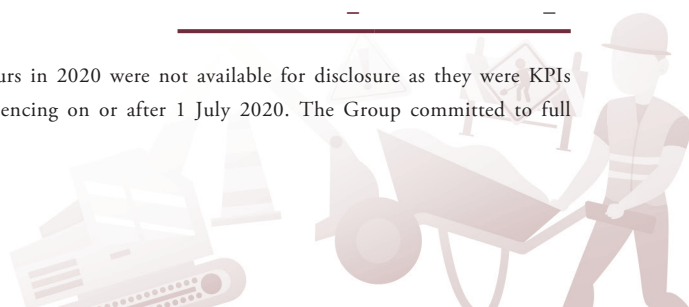 – –
urs in 2020 were not available for disclosure as they were KPIs
encing on or after 1 July 2020. The Group committed to full